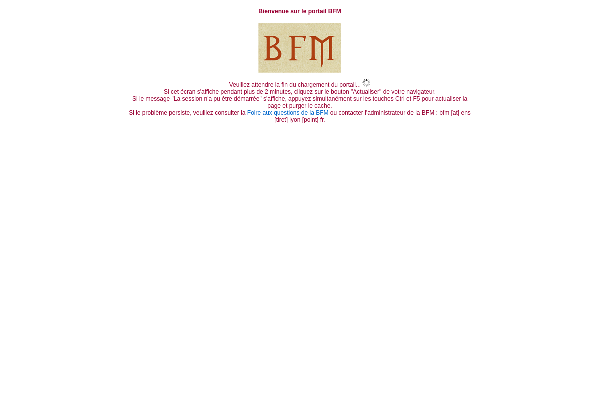 Bienvenue sur le portail BFM
BFM
Veuillez attendre la fin du chargement du portail...
Si cet écran s'affiche pendant plus de 2 minutes, cliquez sur le bouton "Actualiser" de votre navigateur.
Si le message "La session n'a pu être démarrée" s'affiche, appuyez simultanément sur les touches Ctrl et F5 pour actualiser la
page et purger le cache.
Si le problème persiste, veuillez consulter la Foire aux questions de la BFM ou contacter l'administrateur de la BFM : bfm [at] ens
[tiret] lyon [point] fr.